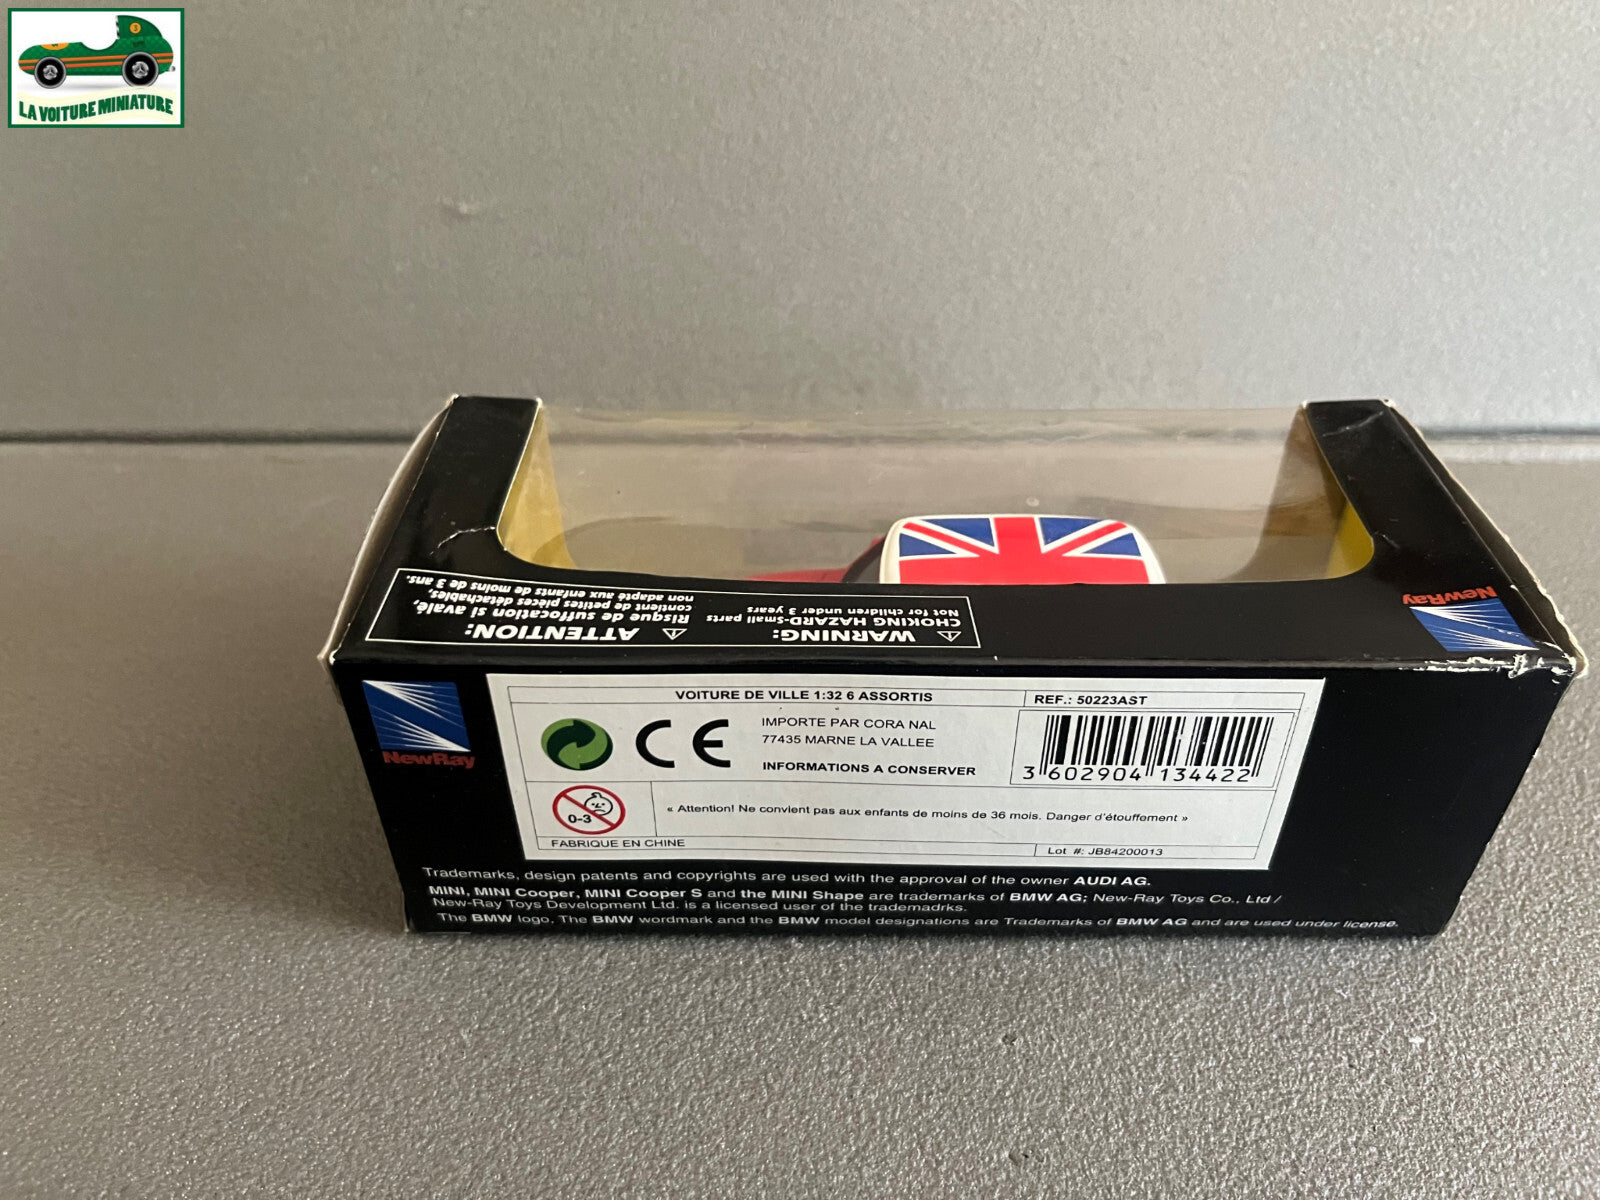 LA VOITURE MINIATURE
ATTENTION:
Risque de suffocation si avalé,
contient de petites pièces détachables,
non adapté aux enfants de moins de 3 ans.
WARNING:
CHOKING HAZARD-Small parts
Not for children under 3 years
NewRay
NewRay
VOITURE DE VILLE 1:32 6 ASSORTIS
REF.: 50223AST
CE
IMPORTE PAR CORA NAL
77435 MARNE LA VALLEE
INFORMATIONS A CONSERVER
3 602904 134422
0-3
« Attention! Ne convient pas aux enfants de moins de 36 mois. Danger d'étouffement »
FABRIQUE EN CHINE
Lot #: JB84200013
Trademarks, design patents and copyrights are used with the approval of the owner AUDI AG.
MINI, MINI Cooper, MINI Cooper S and the MINI Shape are trademarks of BMW AG; New-Ray Toys Co., Ltd /
New-Ray Toys Development Ltd. is a licensed user of the trademadrks.
The BMW logo, The BMW wordmark and the BMW model designations are Trademarks of BMW AG and are used under license.